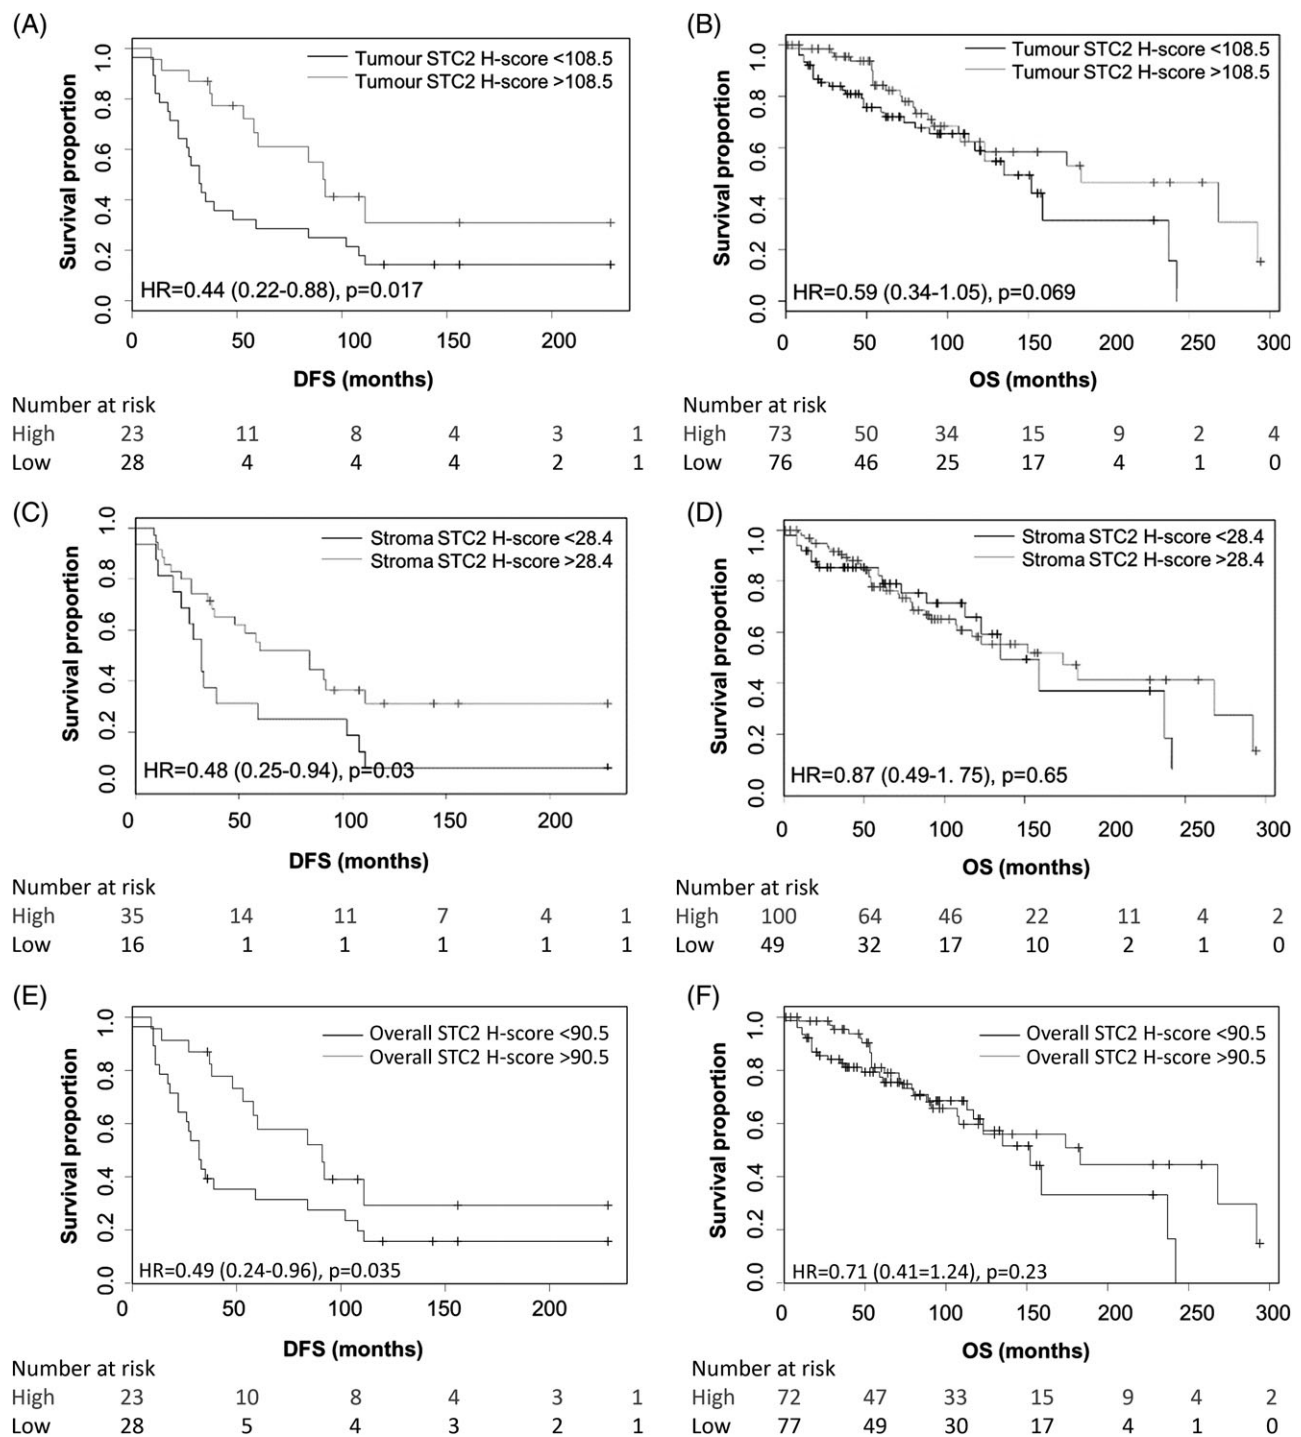 (A)
Survival proportion
1.0
0.8
0.6
0.4
0.2
0.0
Tumour STC2 H-score <108.5
Tumour STC2 H-score >108.5
HR=0.44 (0.22-0.88), p=0.017
0 50 100 150 200
DFS (months)
Number at risk
High 23 11 8 4 3 1
Low 28 4 4 4 2 1
(B)
Survival proportion
1.0
0.8
0.6
0.4
0.2
0.0
Tumour STC2 H-score <108.5
Tumour STC2 H-score >108.5
HR=0.59 (0.34-1.05), p=0.069
0 50 100 150 200 250 300
OS (months)
Number at risk
High 73 50 34 15 9 2 4
Low 76 46 25 17 4 1 0
(C)
Survival proportion
1.0
0.8
0.6
0.4
0.2
0.0
Stroma STC2 H-score <28.4
Stroma STC2 H-score >28.4
HR=0.48 (0.25-0.94), p=0.03
0 50 100 150 200
DFS (months)
Number at risk
High 35 14 11 7 4 1
Low 16 1 1 1 1 1
(D)
Survival proportion
1.0
0.8
0.6
0.4
0.2
0.0
Stroma STC2 H-score <28.4
Stroma STC2 H-score >28.4
HR=0.87 (0.49-1. 75), p=0.65
0 50 100 150 200 250 300
OS (months)
Number at risk
High 100 64 46 22 11 4 2
Low 49 32 17 10 2 1 0
(E)
Survival proportion
1.0
0.8
0.6
0.4
0.2
0.0
Overall STC2 H-score <90.5
Overall STC2 H-score >90.5
HR=0.49 (0.24-0.96), p=0.035
0 50 100 150 200
DFS (months)
Number at risk
High 23 10 8 4 3 1
Low 28 5 4 3 2 1
(F)
Survival proportion
1.0
0.8
0.6
0.4
0.2
0.0
Overall STC2 H-score <90.5
Overall STC2 H-score >90.5
HR=0.71 (0.41=1.24), p=0.23
0 50 100 150 200 250 300
OS (months)
Number at risk
High 72 47 33 15 9 4 2
Low 77 49 30 17 4 1 0